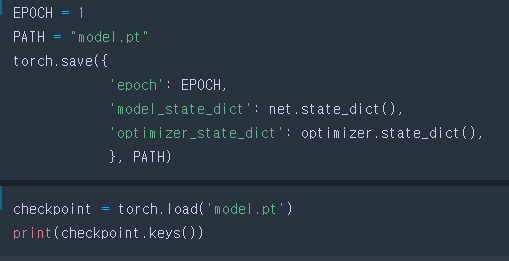 EPOCH = 1
PATH = "model.pt"
torch.save({
'epoch': EPOCH,
'model_state_dict': net.state_dict(),
'optimizer_state_dict': optimizer.state_dict(),
}, PATH)
checkpoint = torch.load('model.pt')
print(checkpoint.keys())